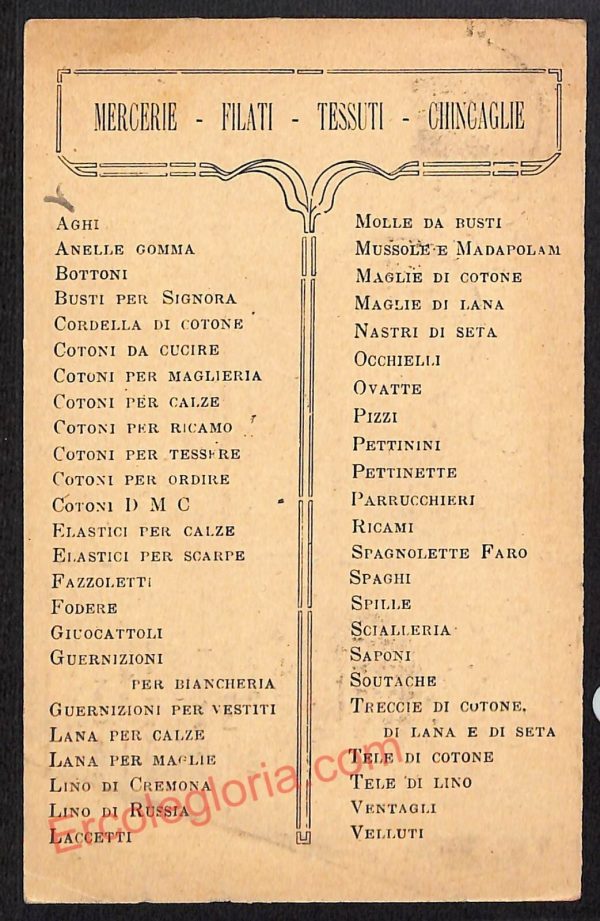 MERCERIE - FILATI - TESSUTI - CHINCAGLIE
AGHI
ANELLE GOMMA
BOTTONI
BUSTI PER SIGNORA
CORDELLA DI COTONE
COTONI DA CUCIRE
COTONI PER MAGLIERIA
COTONI PER CALZE
COTONI PER RICAMO
COTONI PER TESSERE
COTONI PER ORDIRE
COTONI D M C
ELASTICI PER CALZE
ELASTICI PER SCARPE
FAZZOLETTI
FODERE
GIUOCATTOLI
GUERNIZIONI
PER BIANCHERIA
GUERNIZIONI PER VESTITI
LANA PER CALZE
LANA PER MAGLIE
LINO DI CREMONA
LINO DI RUSSIA
LACCETTI
MOLLE DA BUSTI
MUSSOLE E MADAPOLAM
MAGLIE DI COTONE
MAGLIE DI LANA
NASTRI DI SETA
OCCHIELLI
OVATTE
PIZZI
PETTININI
PETTINETTE
PARRUCCHIERI
RICAMI
SPAGNOLETTE FARO
SPAGHI
SPILLE
SCIALLERIA
SAPONI
SOUTACHE
TRECCIE DI COTONE,
DI LANA E DI SETA
TELE DI COTONE
TELE DI LINO
VENTAGLI
VELLUTI
Ercolegloria.com